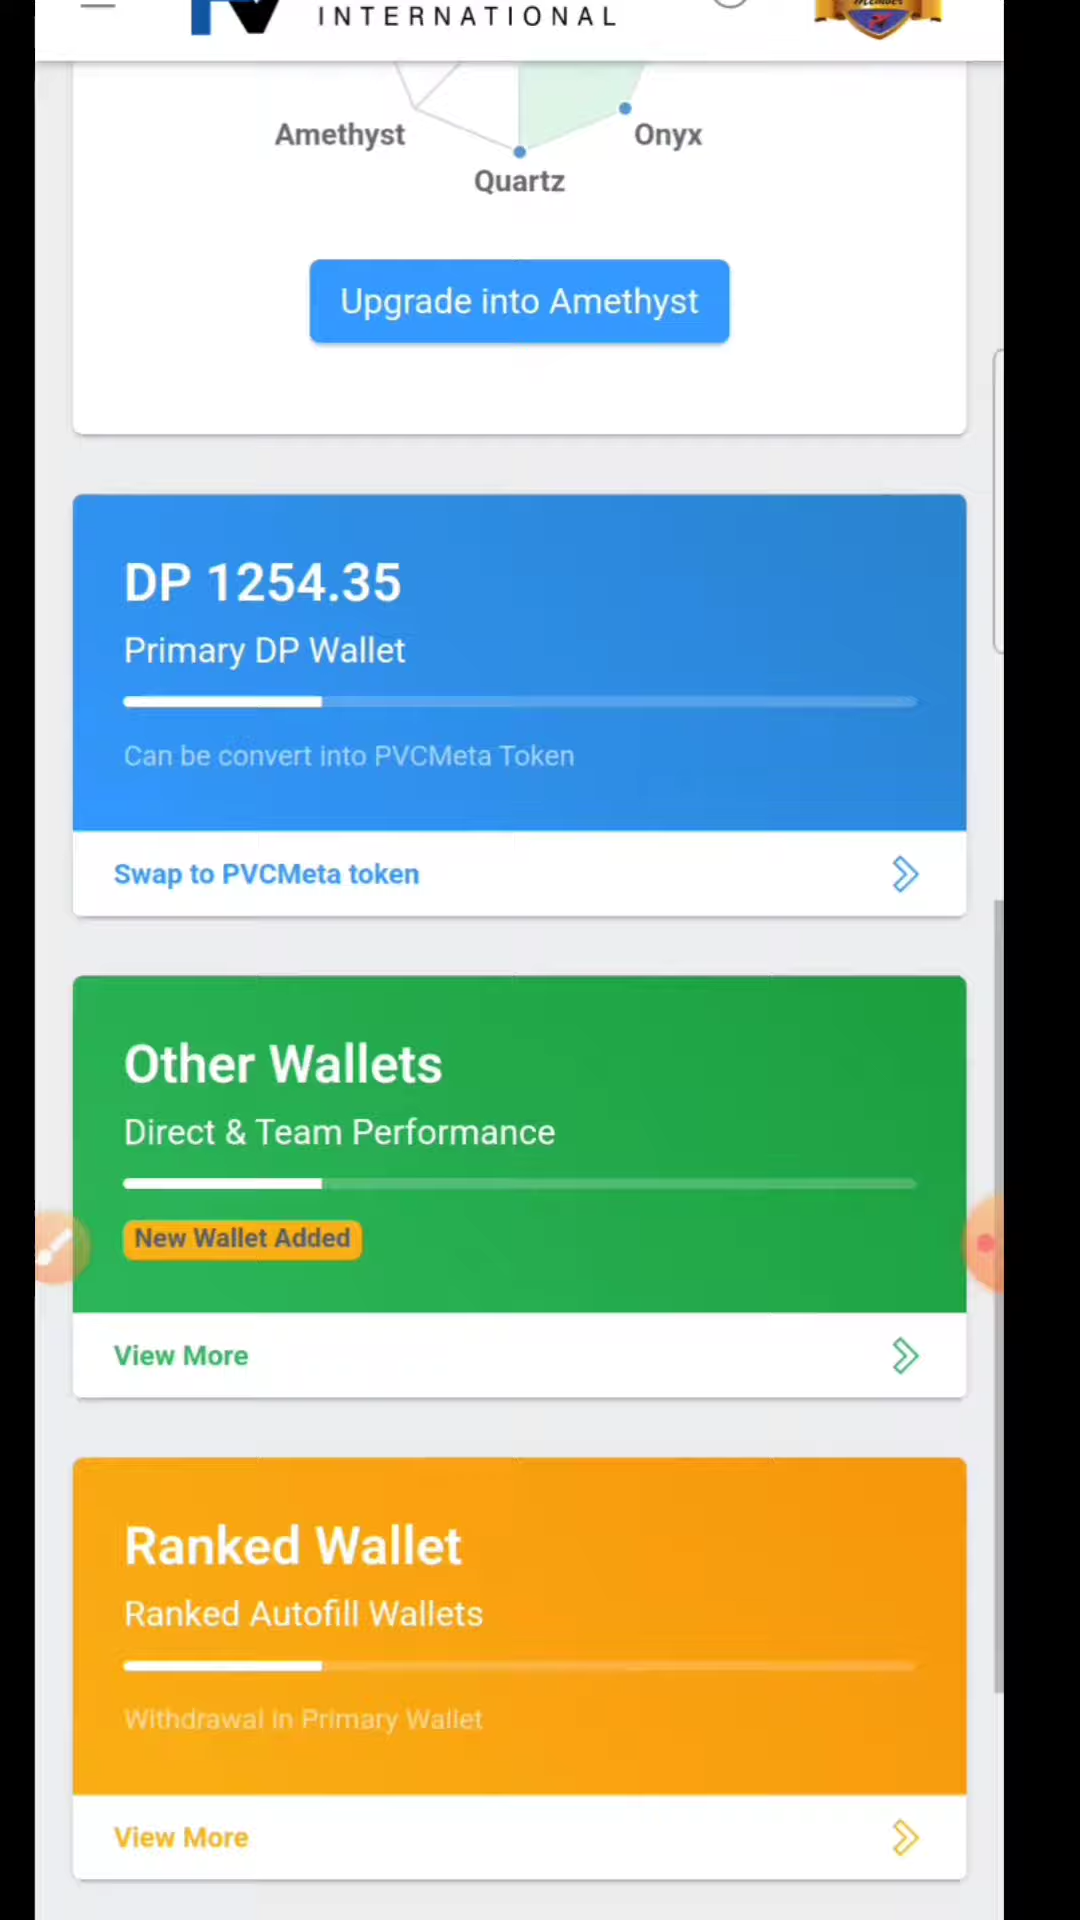 INTERNATIONAL
Member
Amethyst
Onyx
Quartz
Upgrade into Amethyst
DP 1254.35
Primary DP Wallet
Can be convert into PVCMeta Token
Swap to PVCMeta token
Other Wallets
Direct & Team Performance
New Wallet Added
View More
Ranked Wallet
Ranked Autofill Wallets
Withdrawal in Primary Wallet
View More